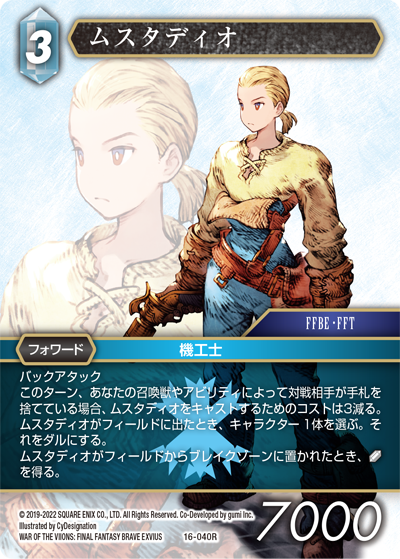 3
ムスタディオ
FFBE・FFT
フォワード
機工士
バックアタック
このターン、あなたの召喚獣やアビリティによって対戦相手が手札を
捨てている場合、ムスタディオをキャストするためのコストは3減る。
ムスタディオがフィールドに出たとき、キャラクター1体を選ぶ。そ
れをダルにする。
ムスタディオがフィールドからブレイクゾーンに置かれたとき、
を得る。
© 2019-2022 SQUARE ENIX CO., LTD. All Rights Reserved. Co-Developed by gumi Inc.
Illustrated by CyDesignation
WAR OF THE VIIONS: FINAL FANTASY BRAVE EXVIUS
16-040R
7000